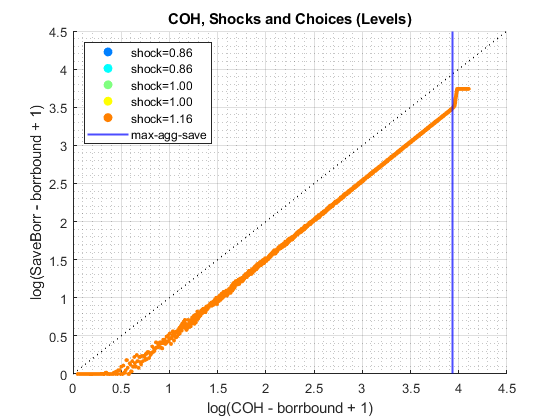 COH, Shocks and Choices (Levels)
4.5
4
3.5
3
2.5
2
1.5
1
0.5
0
log(SaveBorr - borrbound + 1)
shock=0.86
shock=0.86
shock=1.00
shock=1.00
shock=1.16
max-agg-save
0 0.5 1 1.5 2 2.5 3 3.5 4 4.5
log(COH - borrbound + 1)